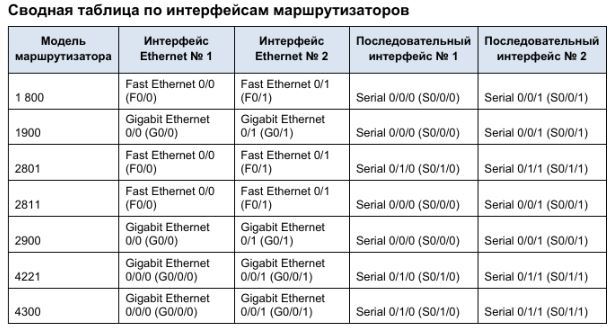 Сводная таблица по интерфейсам маршрутизаторов
Модель маршрутизатора | Интерфейс Ethernet № 1 | Интерфейс Ethernet № 2 | Последовательный интерфейс № 1 | Последовательный интерфейс № 2
1 800 | Fast Ethernet 0/0 (F0/0) | Fast Ethernet 0/1 (F0/1) | Serial 0/0/0 (S0/0/0) | Serial 0/0/1 (S0/0/1)
1900 | Gigabit Ethernet 0/0 (G0/0) | Gigabit Ethernet 0/1 (G0/1) | Serial 0/0/0 (S0/0/0) | Serial 0/0/1 (S0/0/1)
2801 | Fast Ethernet 0/0 (F0/0) | Fast Ethernet 0/1 (F0/1) | Serial 0/1/0 (S0/1/0) | Serial 0/1/1 (S0/1/1)
2811 | Fast Ethernet 0/0 (F0/0) | Fast Ethernet 0/1 (F0/1) | Serial 0/0/0 (S0/0/0) | Serial 0/0/1 (S0/0/1)
2900 | Gigabit Ethernet 0/0 (G0/0) | Gigabit Ethernet 0/1 (G0/1) | Serial 0/0/0 (S0/0/0) | Serial 0/0/1 (S0/0/1)
4221 | Gigabit Ethernet 0/0/0 (G0/0/0) | Gigabit Ethernet 0/0/1 (G0/0/1) | Serial 0/1/0 (S0/1/0) | Serial 0/1/1 (S0/1/1)
4300 | Gigabit Ethernet 0/0/0 (G0/0/0) | Gigabit Ethernet 0/0/1 (G0/0/1) | Serial 0/1/0 (S0/1/0) | Serial 0/1/1 (S0/1/1)